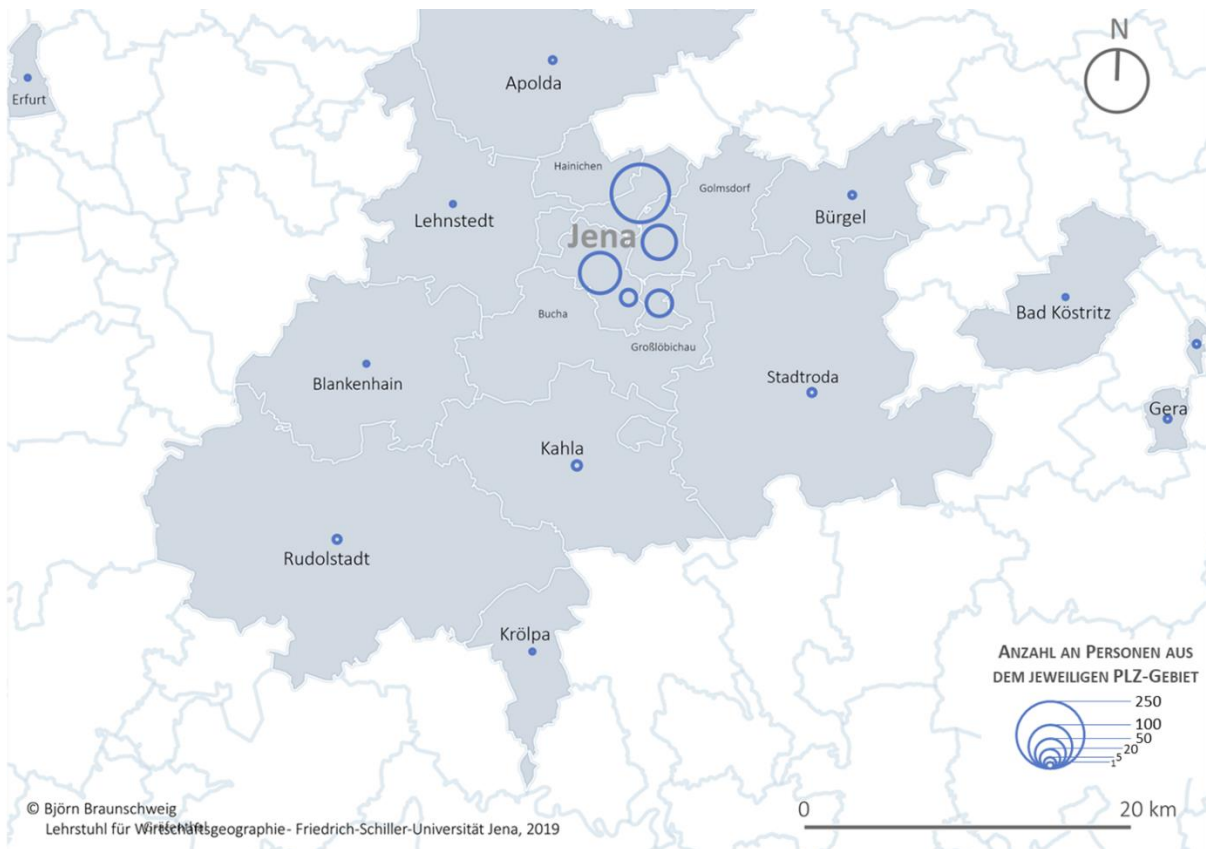 N
Apolda
Erfurt
Hainichen
Golmsdorf
Lehnstedt
Bürgel
Jena
Bad Köstritz
Bucha
Großlöbichau
Blankenhain
Stadtroda
Gera
Kahla
Rudolstadt
Krölpa
ANZAHL AN PERSONEN AUS
DEM JEWEILIGEN PLZ-GEBIET
250
100
50
20
5
1
© Björn Braunschweig
Lehrstuhl für Wirtschaftsgeographie- Friedrich-Schiller-Universität Jena, 2019
0
20 km